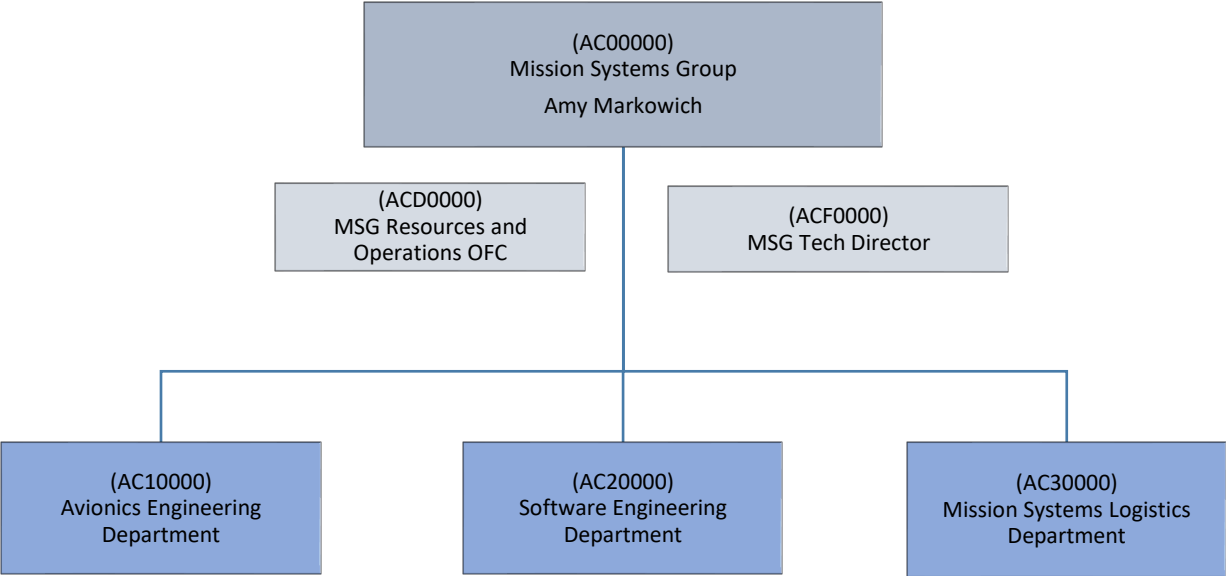 (AC00000)
Mission Systems Group
Amy Markowich
(ACD0000)
MSG Resources and
Operations OFC
(ACF0000)
MSG Tech Director
(AC10000)
Avionics Engineering
Department
(AC20000)
Software Engineering
Department
(AC30000)
Mission Systems Logistics
Department